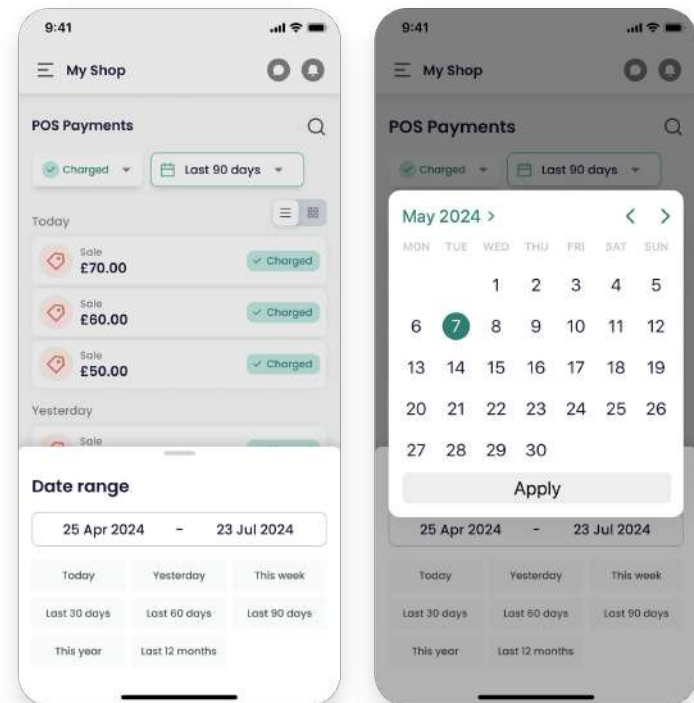 9:41
My Shop
POS Payments
Charged
Last 90 days
Today
Sale
£70.00
Charged
Sale
£60.00
Charged
Sale
£50.00
Charged
Yesterday
Sale
Date range
25 Apr 2024 - 23 Jul 2024
Today Yesterday This week
Last 30 days Last 60 days Last 90 days
This year Last 12 months
9:41
My Shop
POS Payments
Charged
Last 90 days
May 2024 >
MON TUE WED THU FRI SAT SUN
1 2 3 4 5
6 7 8 9 10 11 12
13 14 15 16 17 18 19
20 21 22 23 24 25 26
27 28 29 30
Apply
25 Apr 2024 - 23 Jul 2024
Today Yesterday This week
Last 30 days Last 60 days Last 90 days
This year Last 12 months